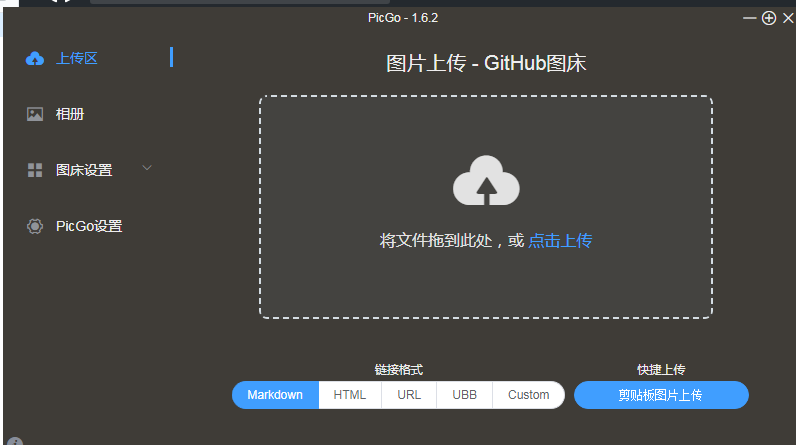 PicGo - 1.6.2
上传区
相册
图床设置
PicGo设置
图片上传 - GitHub图床
将文件拖到此处，或 点击上传
链接格式
Markdown HTML URL UBB Custom
快捷上传
剪贴板图片上传